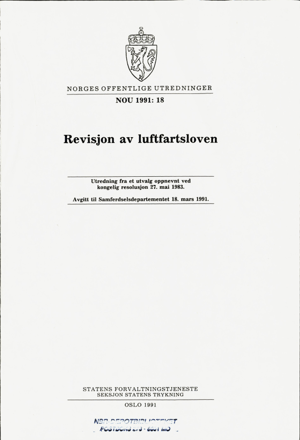 NORGES OFFENTLIGE UTREDNINGER
NOU 1991: 18
Revisjon av luftfartsloven
Utredning fra et utvalg oppnevnt ved
kongelig resolusjon 27. mai 1983.
Avgitt til Samferdselsdepartementet 18. mars 1991.
STATENS FORVALTNINGSTJENESTE
SEKSJON STATENS TRYKNING
OSLO 1991